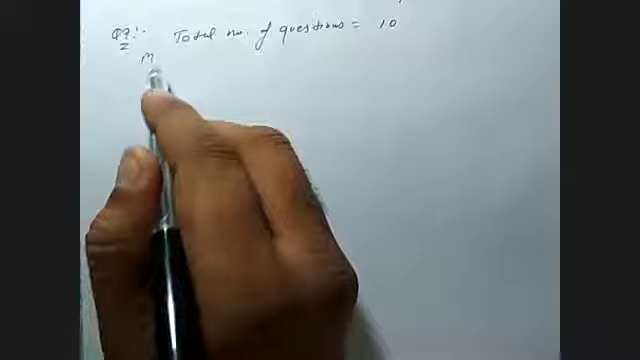 Q7:-
Total no. of questions = 10
M